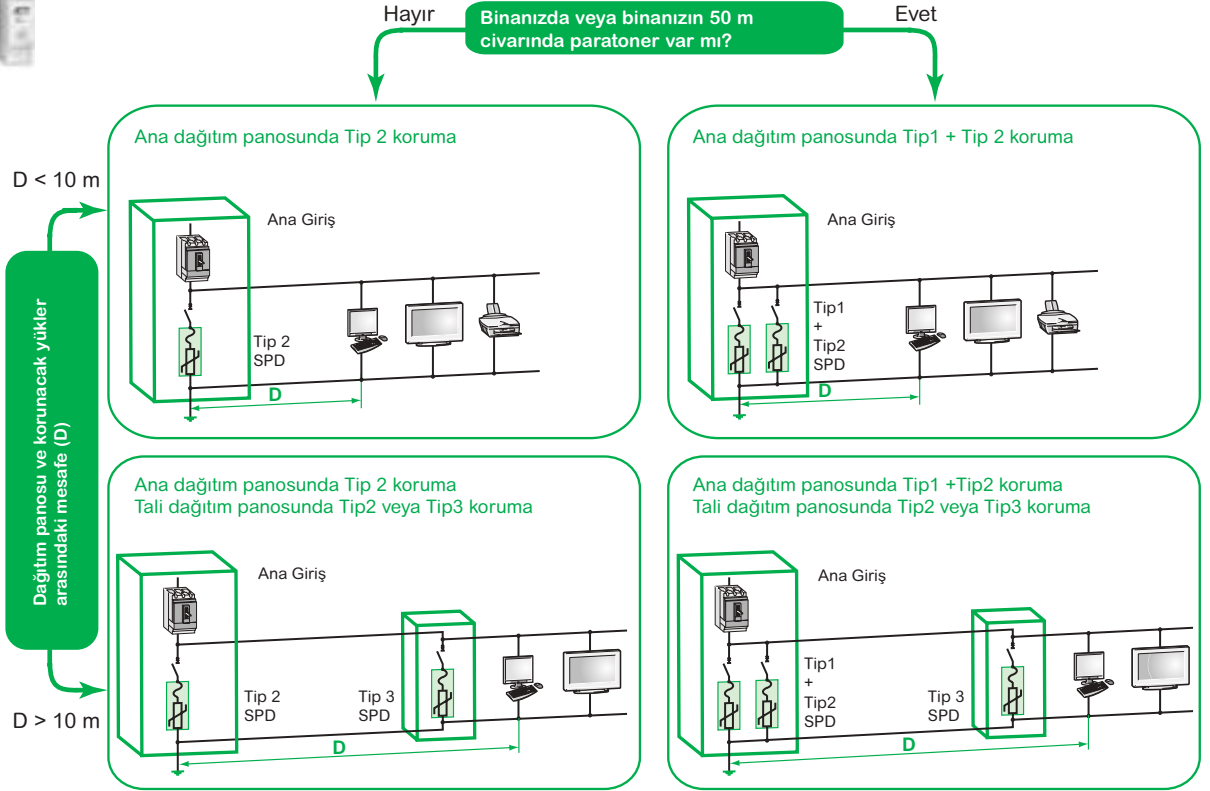 Hayır
Binanızda veya binanızın 50 m
civarında paratoner var mı?
Evet
D < 10 m
Dağıtım panosu ve korunacak yükler
arasındaki mesafe (D)
D > 10 m
Ana dağıtım panosunda Tip 2 koruma
Ana Giriş
Tip 2
SPD
D
Ana dağıtım panosunda Tip1 + Tip 2 koruma
Ana Giriş
Tip1
+
Tip2
SPD
D
Ana dağıtım panosunda Tip 2 koruma
Tali dağıtım panosunda Tip2 veya Tip3 koruma
Ana Giriş
Tip 2
SPD
Tip 3
SPD
D
Ana dağıtım panosunda Tip1 +Tip2 koruma
Tali dağıtım panosunda Tip2 veya Tip3 koruma
Ana Giriş
Tip1
+
Tip2
SPD
Tip 3
SPD
D